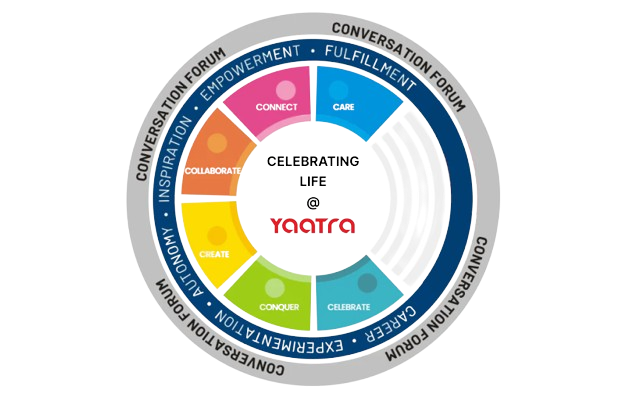 CONVERSATION FORUM
CONVERSATION FORUM
CONVERSATION FORUM
CONVERSATION FORUM
INSPIRATION • EMPOWERMENT • FULFILLMENT
AUTONOMY • EXPERIMENTATION • CAREER
CONNECT
CARE
COLLABORATE
CREATE
CONQUER
CELEBRATE
CELEBRATING
LIFE
@
YAATRA